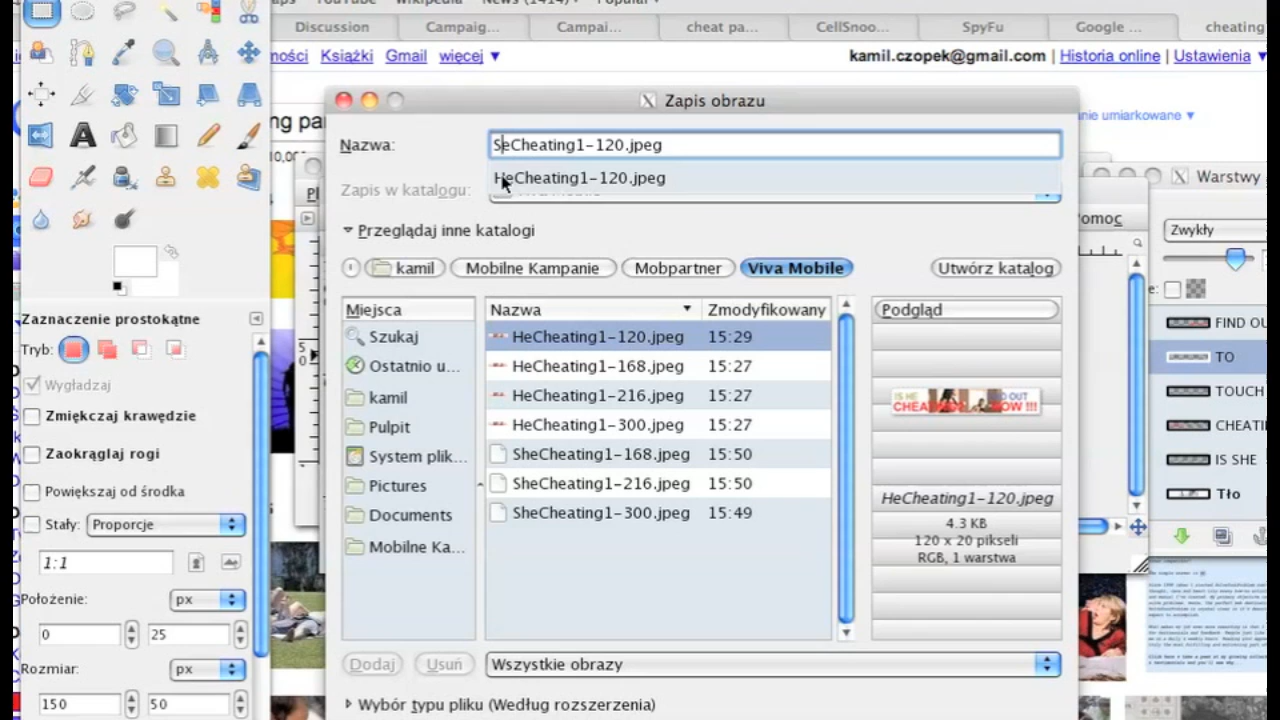 YouTube
Wikipedia
News (1414)
Popular
Discussion
Campaig...
Campai...
cheat pa...
CellSnoo...
SpyFu
Google ...
cheating
ności Książki Gmail więcej ▼
kamil.czopek@gmail.com | Historia online | Ustawienia ▼
Zapis obrazu
nie umiarkowane ▼
Nazwa:
SeCheating1-120.jpeg
HeCheating1-120.jpeg
Zapis w katalogu:
Warstwy
Przeglądaj inne katalogi
omoc
Zwykły
kamil
Mobilne Kampanie
Mobpartner
Viva Mobile
Utwórz katalog
Miejsca
Szukaj
Ostatnio u...
kamil
Pulpit
System plik...
Pictures
Documents
Mobilne Ka...
Nazwa Zmodyfikowany
HeCheating1-120.jpeg 15:29
HeCheating1-168.jpeg 15:27
HeCheating1-216.jpeg 15:27
HeCheating1-300.jpeg 15:27
SheCheating1-168.jpeg 15:50
SheCheating1-216.jpeg 15:50
SheCheating1-300.jpeg 15:49
Podgląd
HeCheating1-120.jpeg
4.3 KB
120 x 20 pikseli
RGB, 1 warstwa
FIND OU
TO
TOUCH
CHEATI
IS SHE
Tło
Zaznaczenie prostokątne
Tryb:
Wygładzaj
Zmiękczaj krawędzie
Zaokrąglaj rogi
Powiększaj od środka
Stały: Proporcje
1:1
Położenie: px
0 25
Rozmiar: px
150 50
Dodaj
Usuń
Wszystkie obrazy
Wybór typu pliku (Według rozszerzenia)